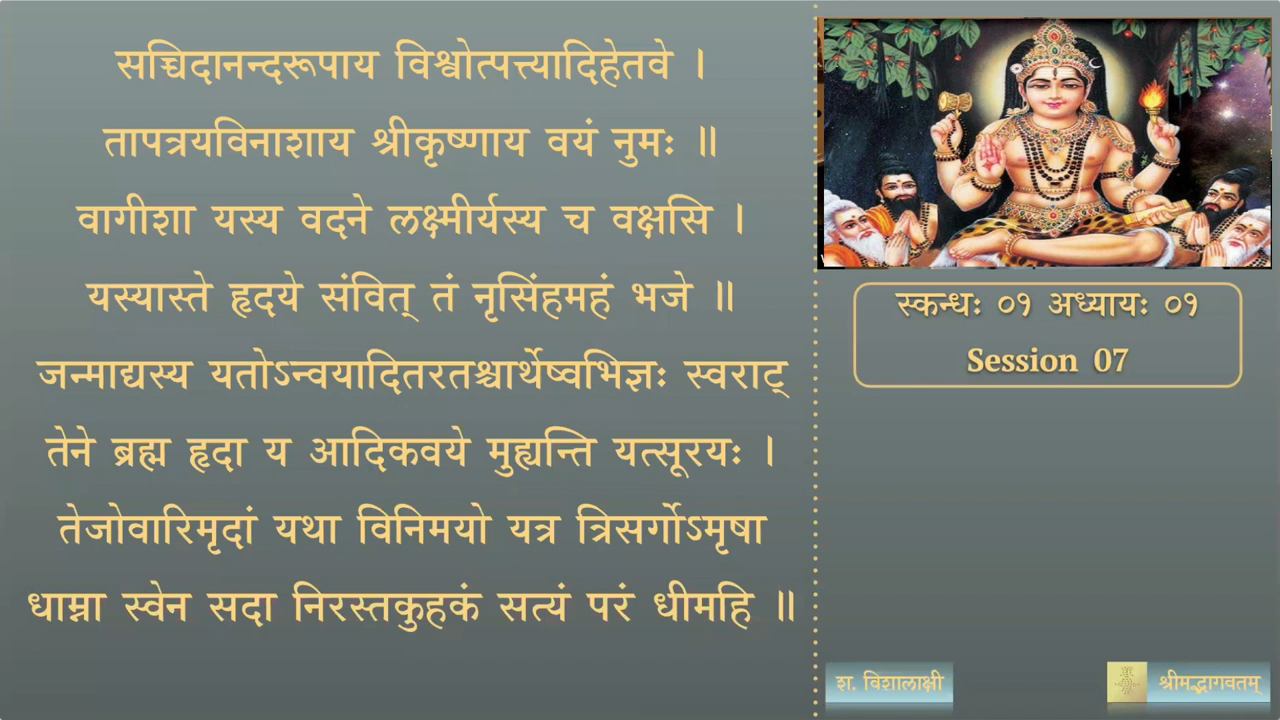 सच्चिदानन्दरूपाय विश्वोत्पत्त्यादिहेतवे ।
तापत्रयविनाशाय श्रीकृष्णाय वयं नुमः ॥
वागीशा यस्य वदने लक्ष्मीर्यस्य च वक्षसि ।
यस्यास्ते हृदये संवित् तं नृसिंहमहं भजे ॥
जन्माद्यस्य यतोऽन्वयादितरतश्चार्थेष्वभिज्ञः स्वराट्
तेने ब्रह्म हृदा य आदिकवये मुह्यन्ति यत्सूरयः ।
तेजोवारिमृदां यथा विनिमयो यत्र त्रिसर्गोऽमृषा
धाम्ना स्वेन सदा निरस्तकुहकं सत्यं परं धीमहि ॥
स्कन्धः ०१ अध्यायः ०१
Session 07
श. विशालाक्षी
श्रीमद्भागवतम्